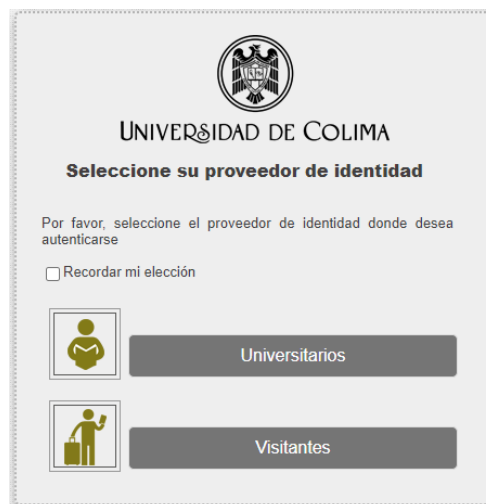 UNIVERSIDAD DE COLIMA
Seleccione su proveedor de identidad
Por favor, seleccione el proveedor de identidad donde desea
autenticarse
Recordar mi elección
Universitarios
Visitantes